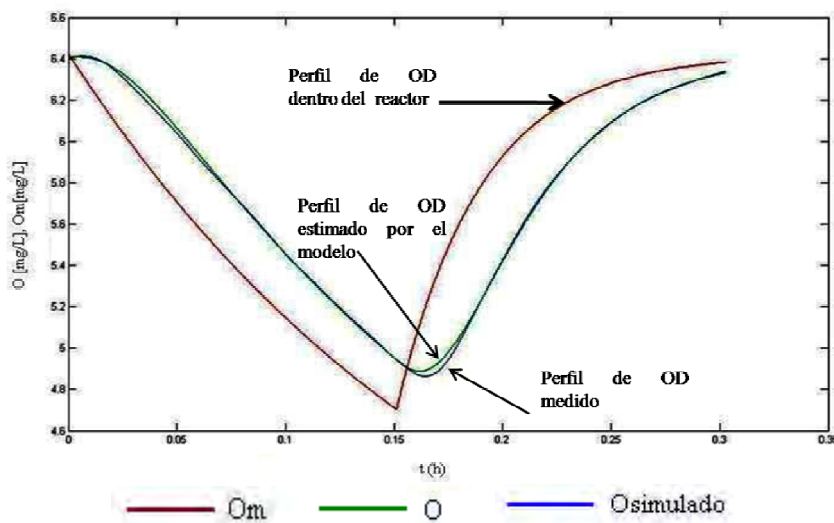 6.6
6.4
6.2
6
5.8
5.6
5.4
5.2
5
4.8
4.6
O [mg/L], Om[mg/L]
Perfil de OD
dentro del reactor
Perfil de OD
estimado por el
modelo
Perfil de OD
medido
0 0.05 0.1 0.15 0.2 0.25 0.3 0.35
t (h)
Om O Osimulado